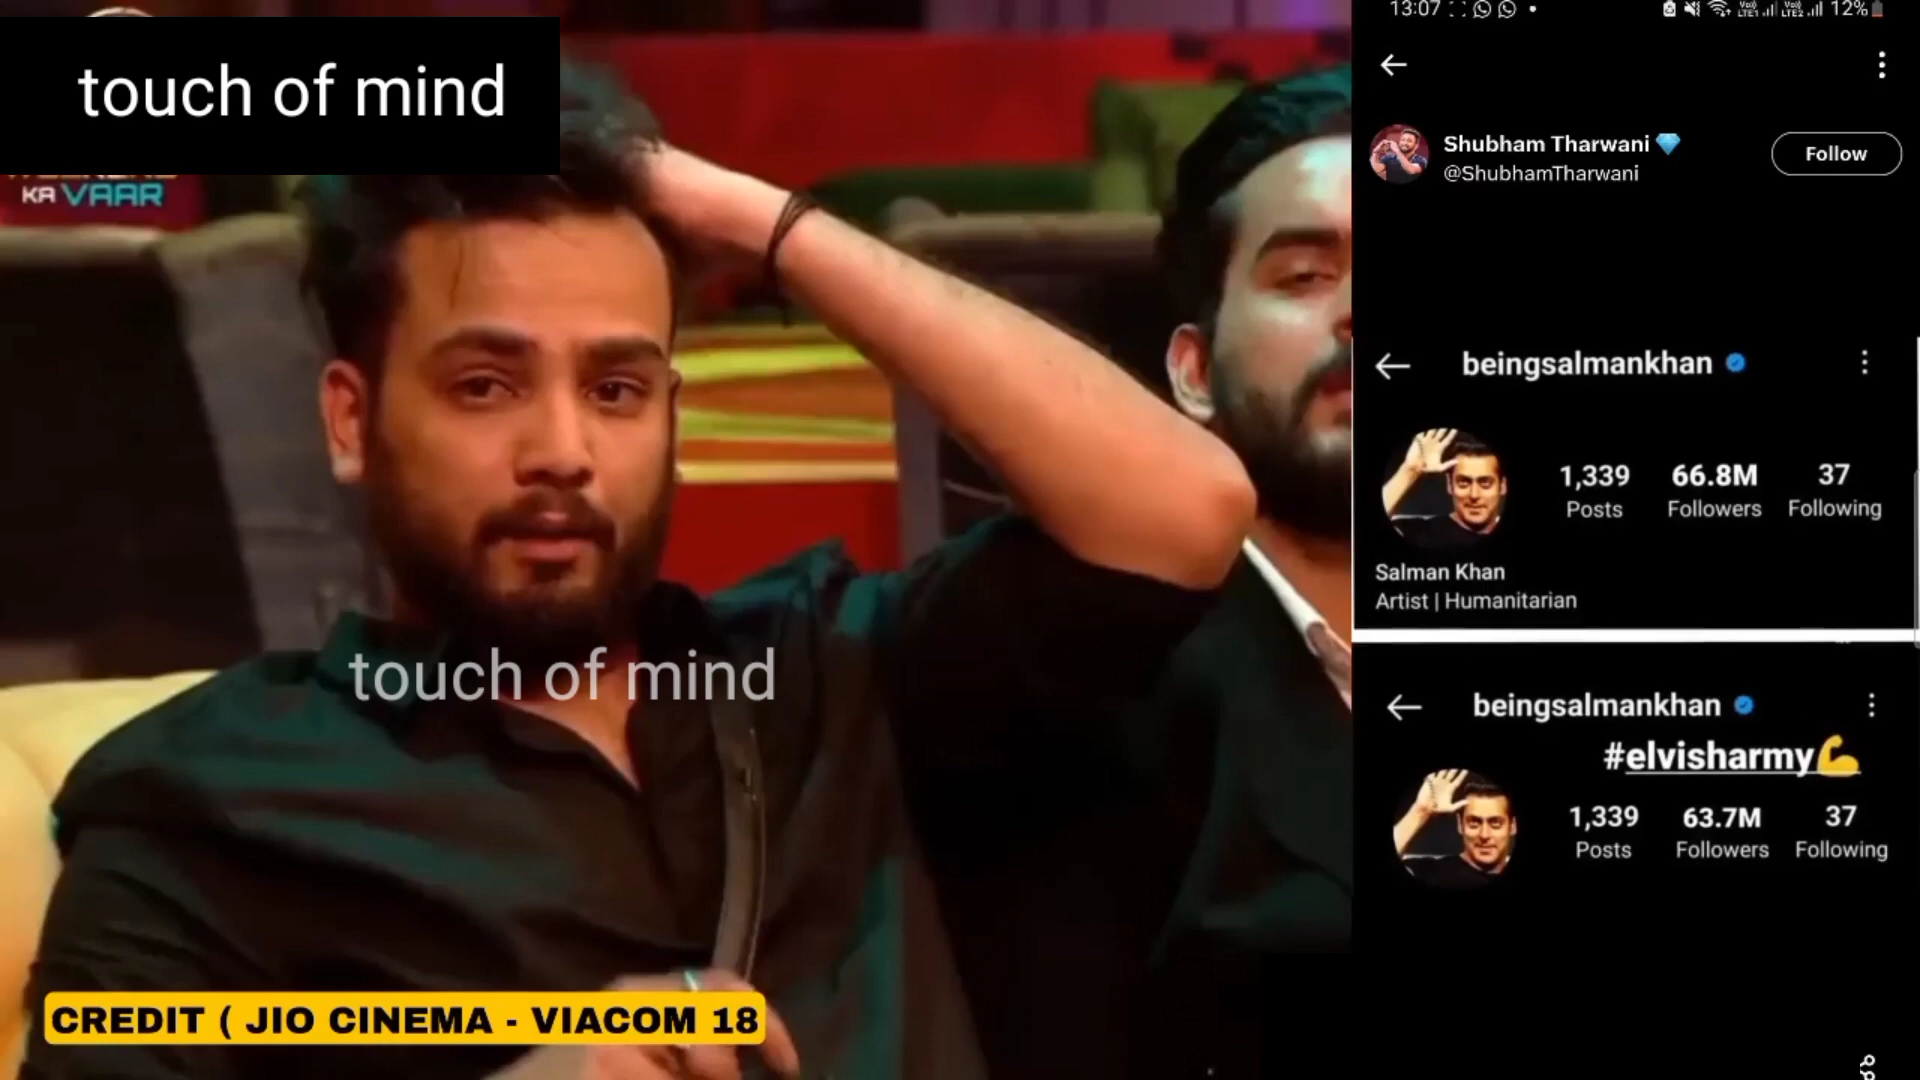 touch of mind
KA VAAR
touch of mind
CREDIT ( JIO CINEMA - VIACOM 18
13:07
12%
Shubham Tharwani
@ShubhamTharwani
Follow
beingsalmankhan
1,339 66.8M 37
Posts Followers Following
Salman Khan
Artist | Humanitarian
beingsalmankhan
#elvisharmy
1,339 63.7M 37
Posts Followers Following